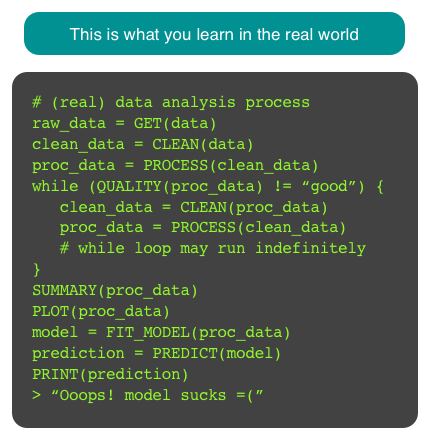 This is what you learn in the real world
# (real) data analysis process
raw_data = GET(data)
clean_data = CLEAN(data)
proc_data = PROCESS(clean_data)
while (QUALITY(proc_data) != “good”) {
   clean_data = CLEAN(proc_data)
   proc_data = PROCESS(clean_data)
   # while loop may run indefinitely
}
SUMMARY(proc_data)
PLOT(proc_data)
model = FIT_MODEL(proc_data)
prediction = PREDICT(model)
PRINT(prediction)
> “Ooops! model sucks =(”